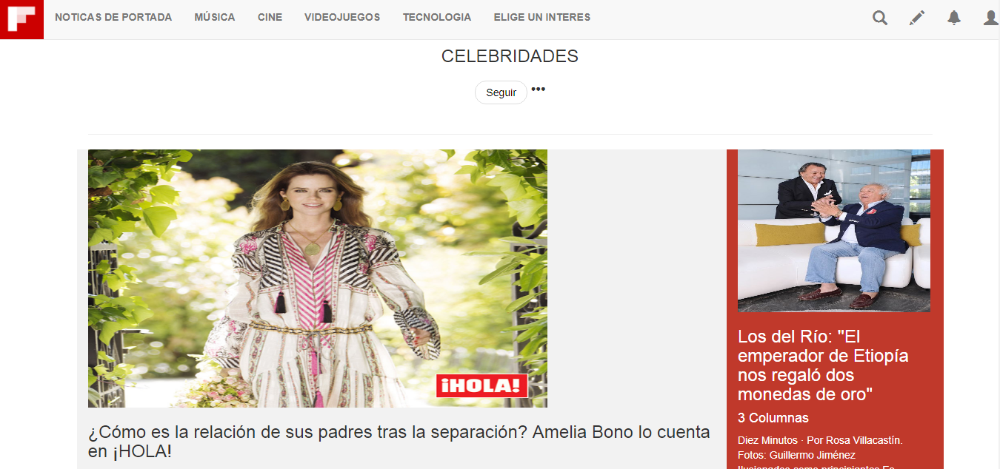 NOTICAS DE PORTADA MÚSICA CINE VIDEOJUEGOS TECNOLOGIA ELIGE UN INTERES
CELEBRIDADES
Seguir •••
¡HOLA!
¿Cómo es la relación de sus padres tras la separación? Amelia Bono lo cuenta
en ¡HOLA!
Los del Río: "El
emperador de Etiopía
nos regaló dos
monedas de oro"
3 Columnas
Diez Minutos · Por Rosa Villacastín.
Fotos: Guillermo Jiménez
Ilusionados como principiantes Es